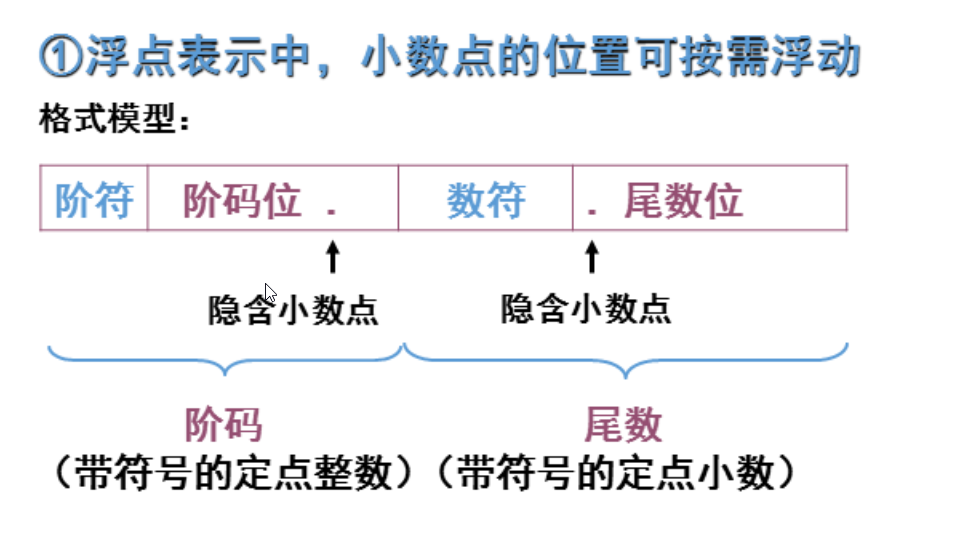 ①浮点表示中，小数点的位置可按需浮动
格式模型：
阶符 阶码位 . 数符 . 尾数位
隐含小数点 隐含小数点
阶码 尾数
（带符号的定点整数）（带符号的定点小数）